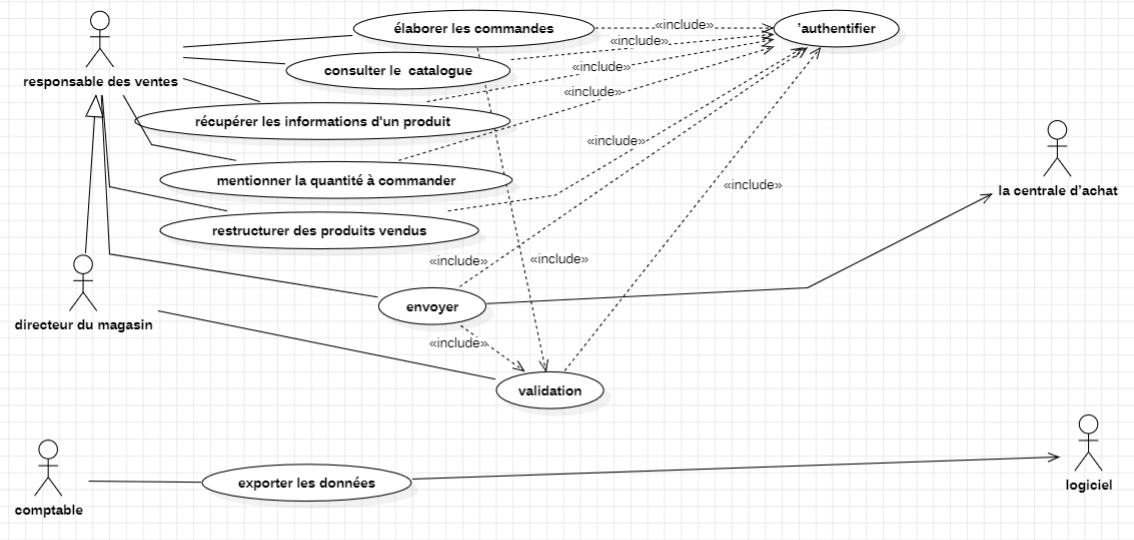 élaborer les commandes
«include»
'authentifier
«include»
consulter le catalogue
«include»
responsable des ventes
«include»
récupérer les informations d'un produit
«include»
mentionner la quantité à commander
«include»
la centrale d'achat
restructurer des produits vendus
«include»
«include»
envoyer
directeur du magasin
«include»
validation
exporter les données
logiciel
comptable